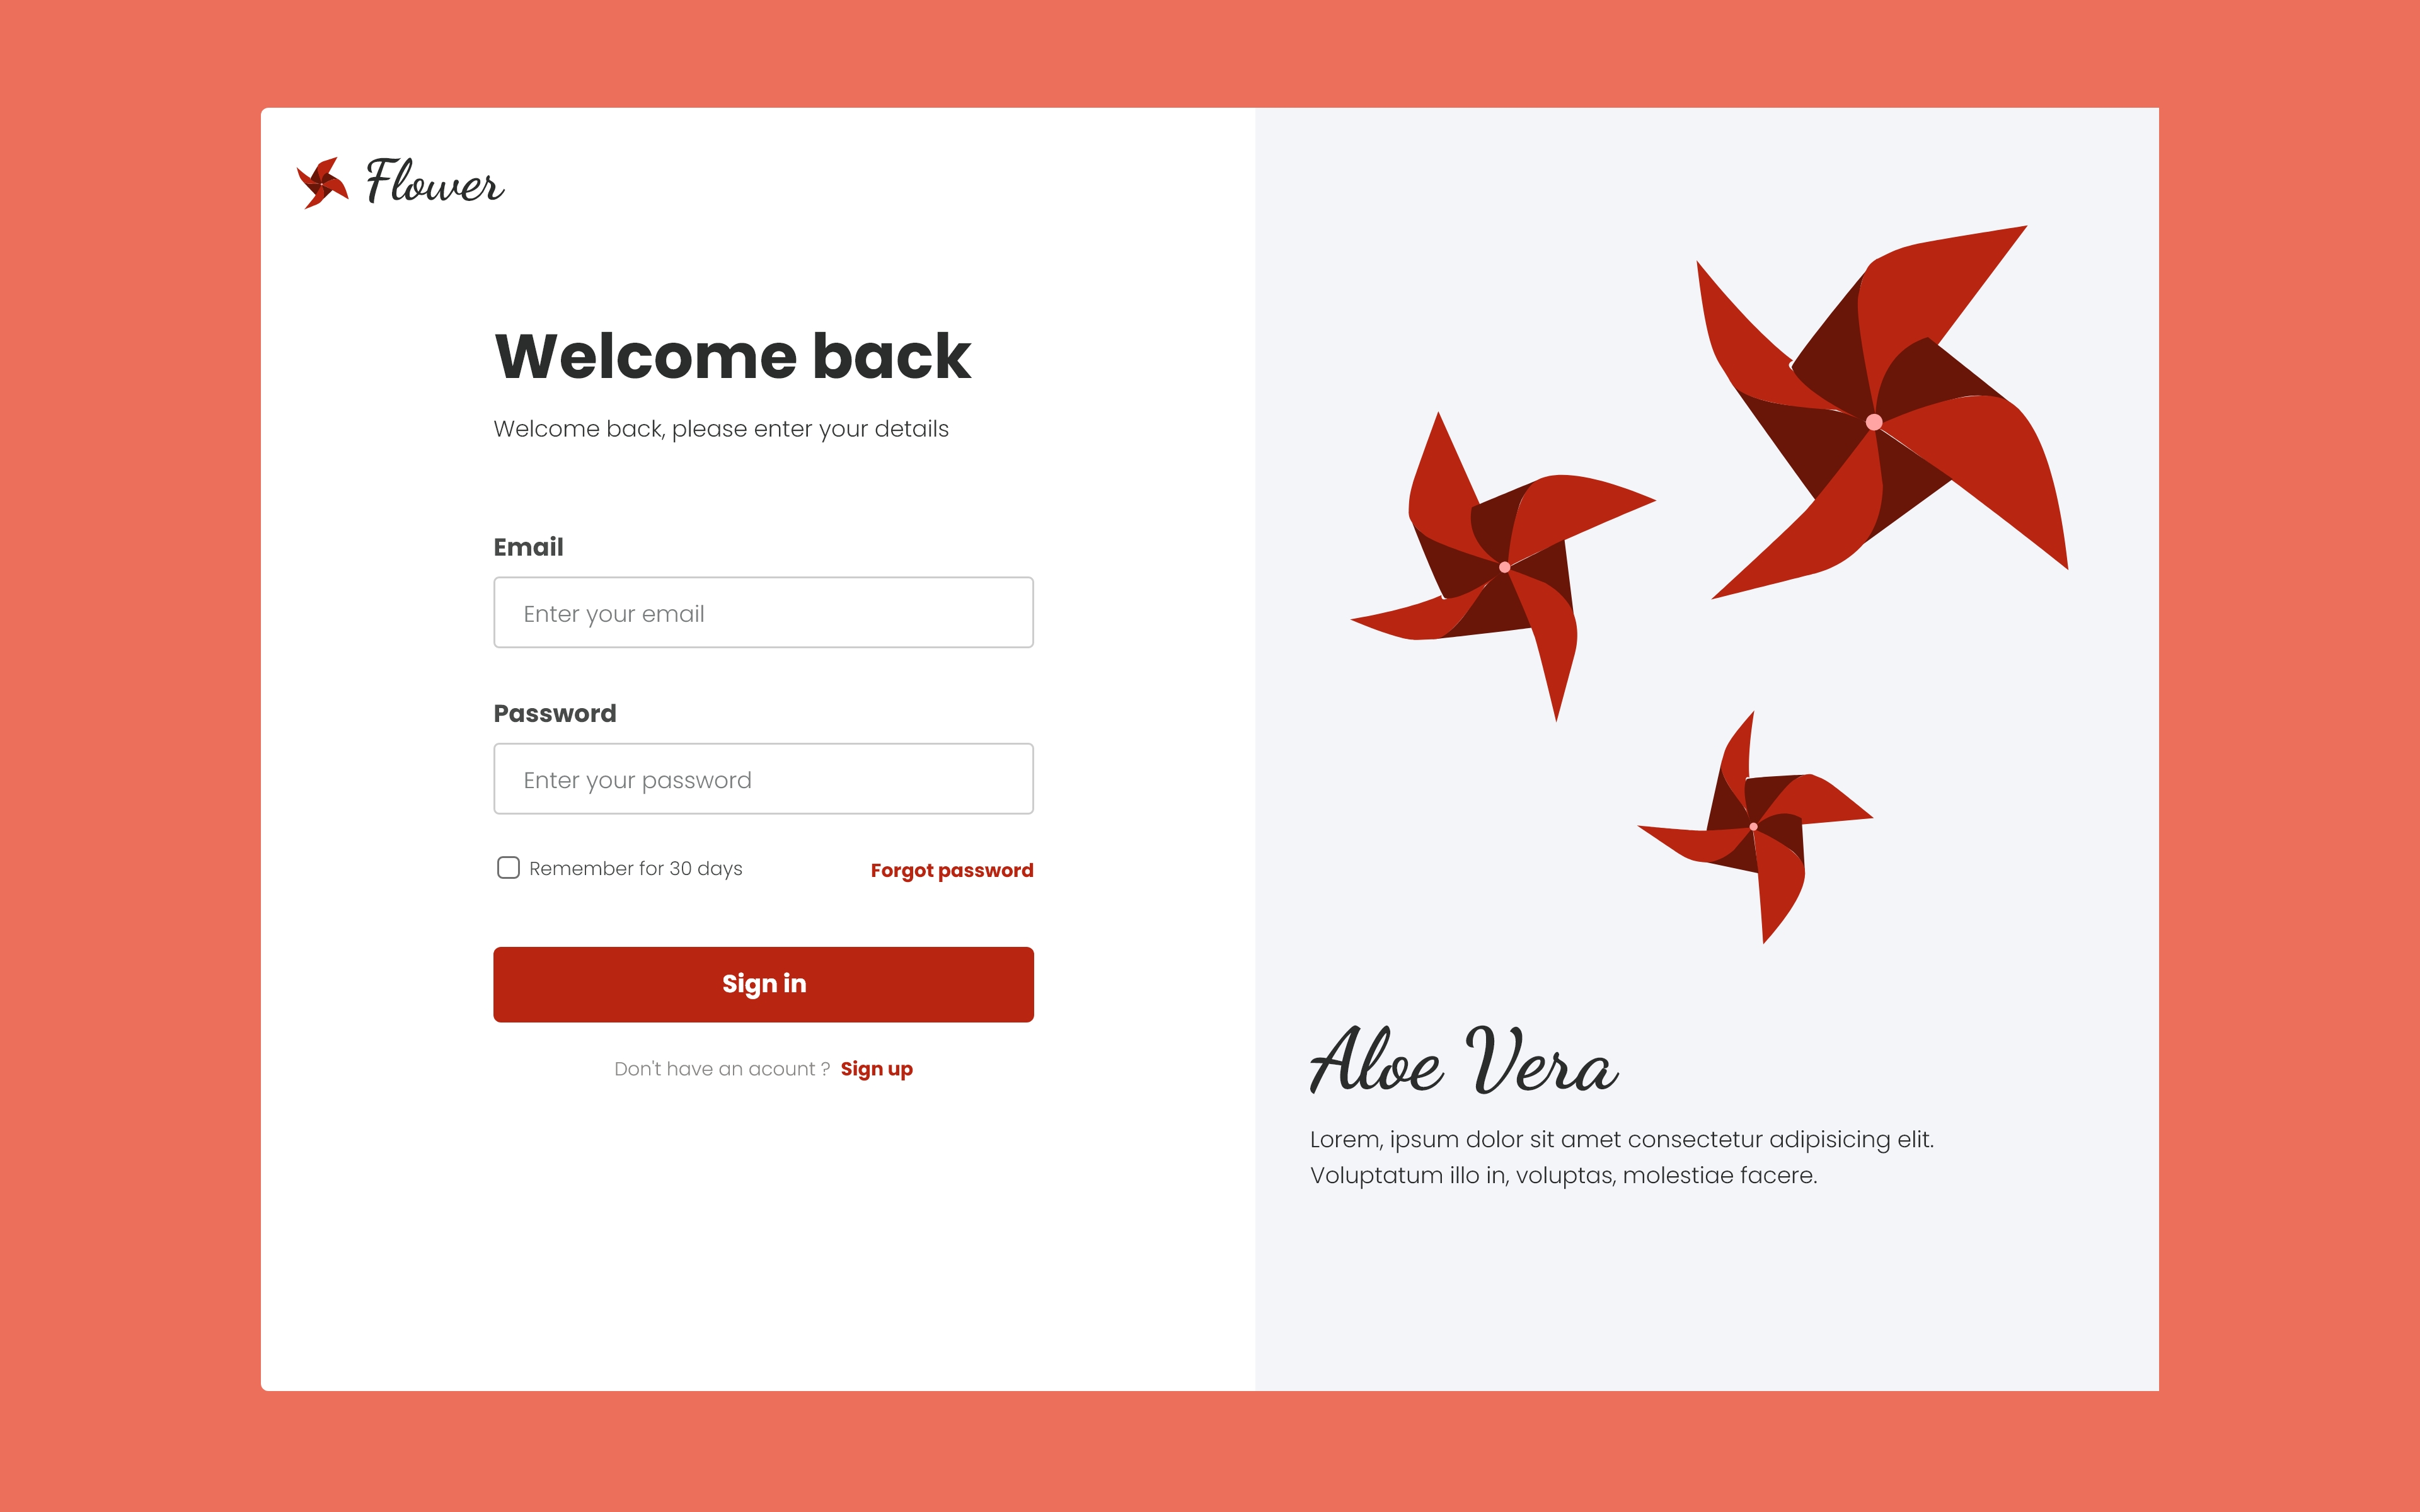 Flower
Welcome back
Welcome back, please enter your details
Email
Enter your email
Password
Enter your password
Remember for 30 days
Forgot password
Sign in
Don't have an acount ? Sign up
Aloe Vera
Lorem, ipsum dolor sit amet consectetur adipisicing elit.
Voluptatum illo in, voluptas, molestiae facere.